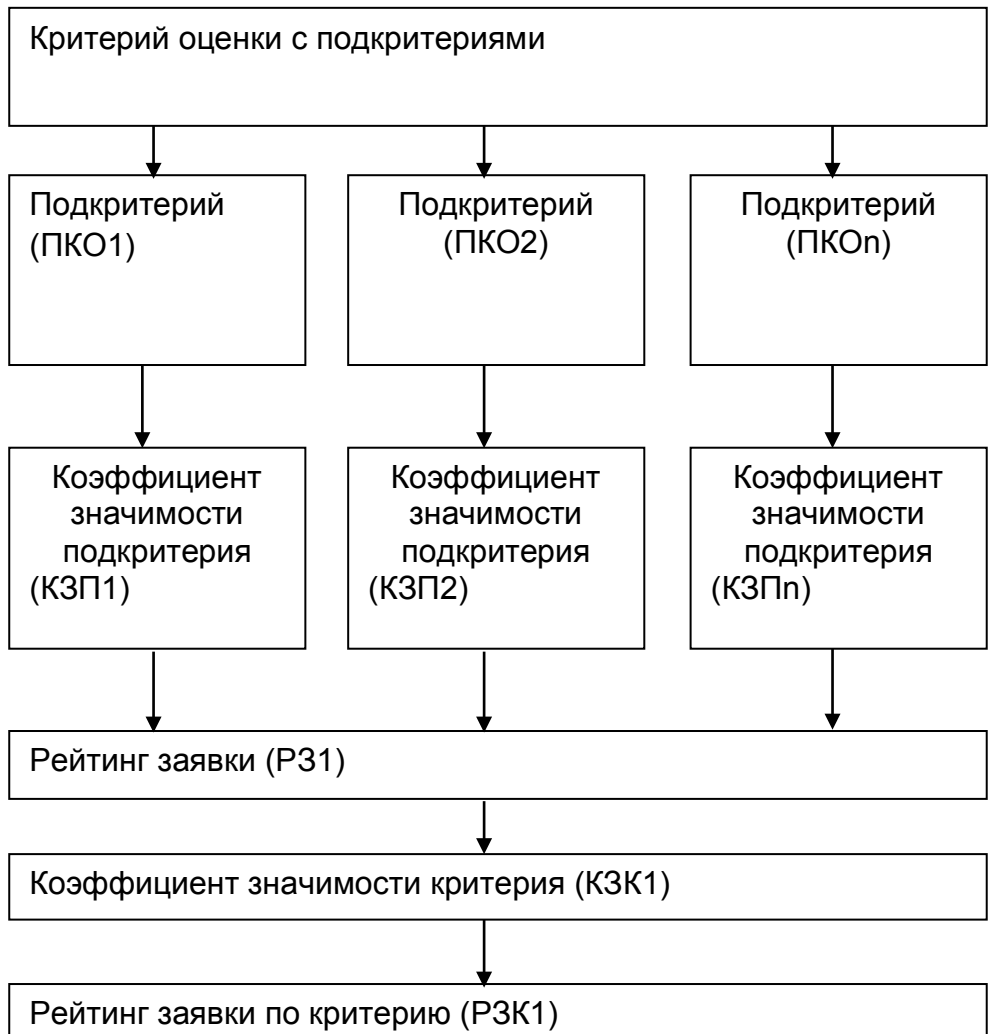 Критерий оценки с подкритериями
Подкритерий
(ПКО1)
Подкритерий
(ПКО2)
Подкритерий
(ПКОn)
Коэффициент
значимости
подкритерия
(КЗП1)
Коэффициент
значимости
подкритерия
(КЗП2)
Коэффициент
значимости
подкритерия
(КЗПn)
Рейтинг заявки (РЗ1)
Коэффициент значимости критерия (КЗК1)
Рейтинг заявки по критерию (РЗК1)